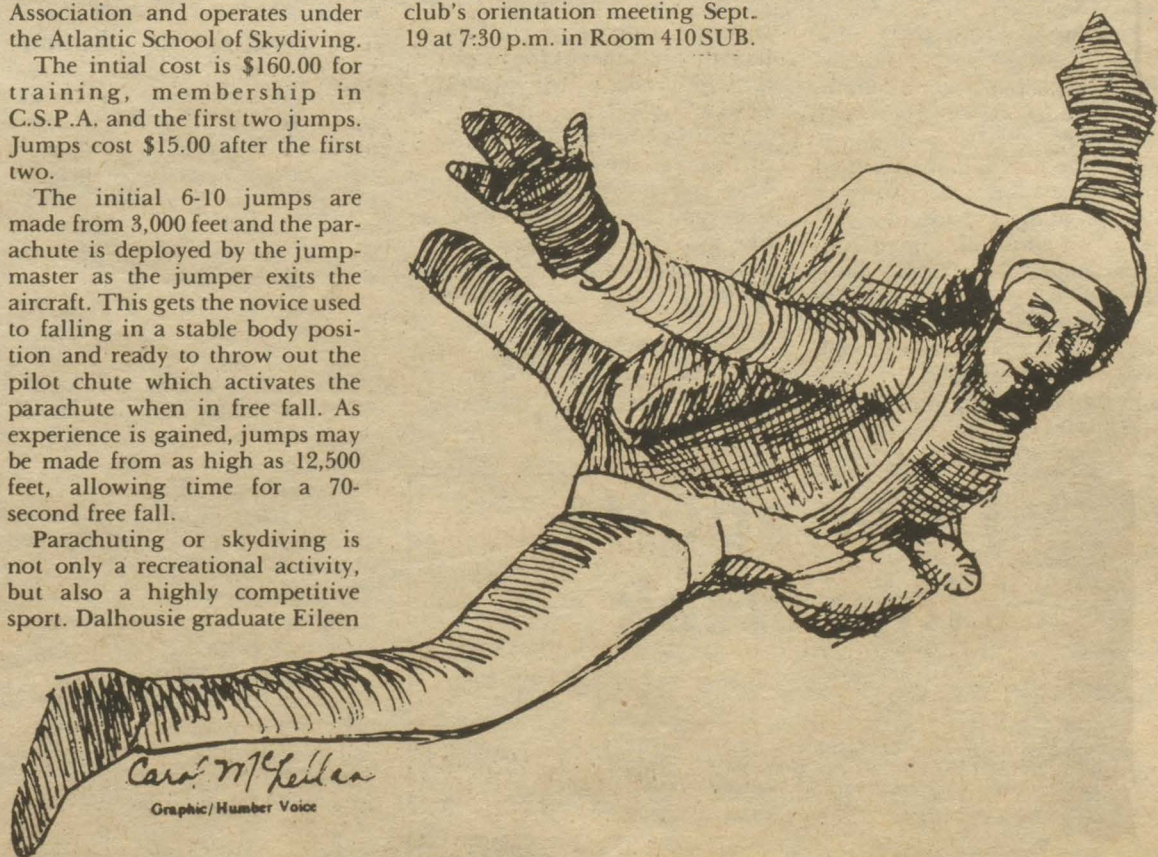 Association and operates under
the Atlantic School of Skydiving.
The intial cost is $160.00 for
training, membership in
C.S.P.A. and the first two jumps.
Jumps cost $15.00 after the first
two.
The initial 6-10 jumps are
made from 3,000 feet and the par-
achute is deployed by the jump-
master as the jumper exits the
aircraft. This gets the novice used
to falling in a stable body posi-
tion and ready to throw out the
pilot chute which activates the
parachute when in free fall. As
experience is gained, jumps may
be made from as high as 12,500
feet, allowing time for a 70-
second free fall.
Parachuting or skydiving is
not only a recreational activity,
but also a highly competitive
sport. Dalhousie graduate Eileen
club's orientation meeting Sept.
19 at 7:30 p.m. in Room 410 SUB.
Carol McLellan
Graphic/Humber Voice